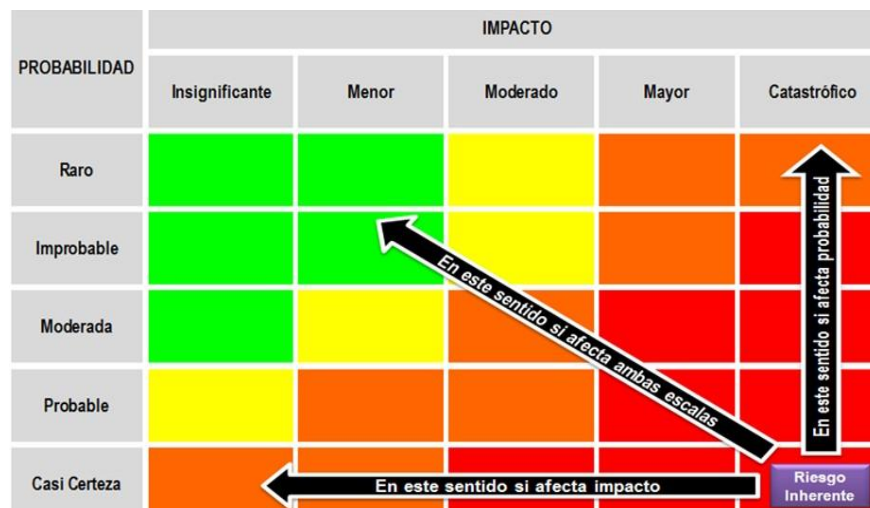 IMPACTO
PROBABILIDAD
Insignificante
Menor
Moderado
Mayor
Catastrófico
Raro
Improbable
Moderada
Probable
Casi Certeza
En este sentido si afecta probabilidad
En este sentido si afecta ambas escalas
En este sentido si afecta impacto
Riesgo
Inherente